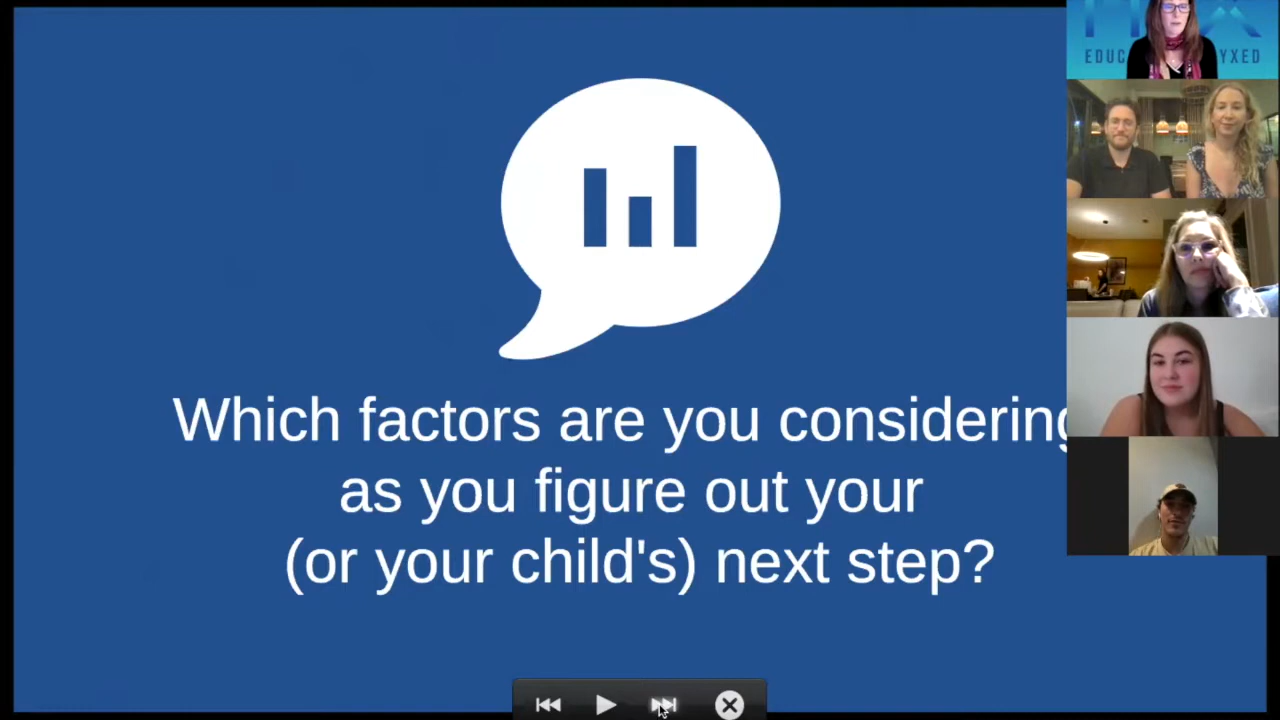 Which factors are you considering
as you figure out your
(or your child's) next step?
EDUC
YXED